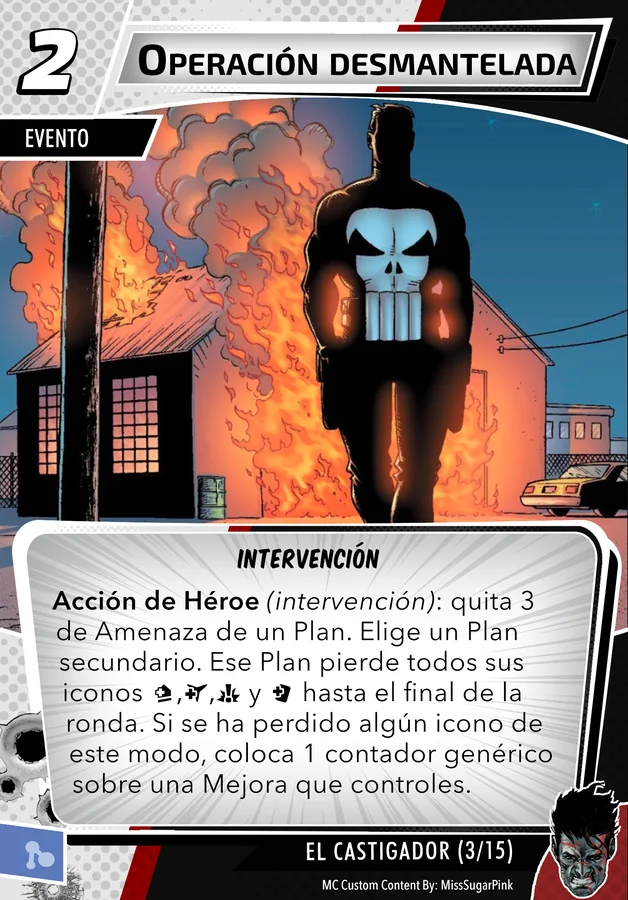 2
OPERACIÓN DESMANTELADA
EVENTO
INTERVENCIÓN
Acción de Héroe (intervención): quita 3
de Amenaza de un Plan. Elige un Plan
secundario. Ese Plan pierde todos sus
iconos , , y hasta el final de la
ronda. Si se ha perdido algún icono de
este modo, coloca 1 contador genérico
sobre una Mejora que controles.
EL CASTIGADOR (3/15)
MC Custom Content By: MissSugarPink